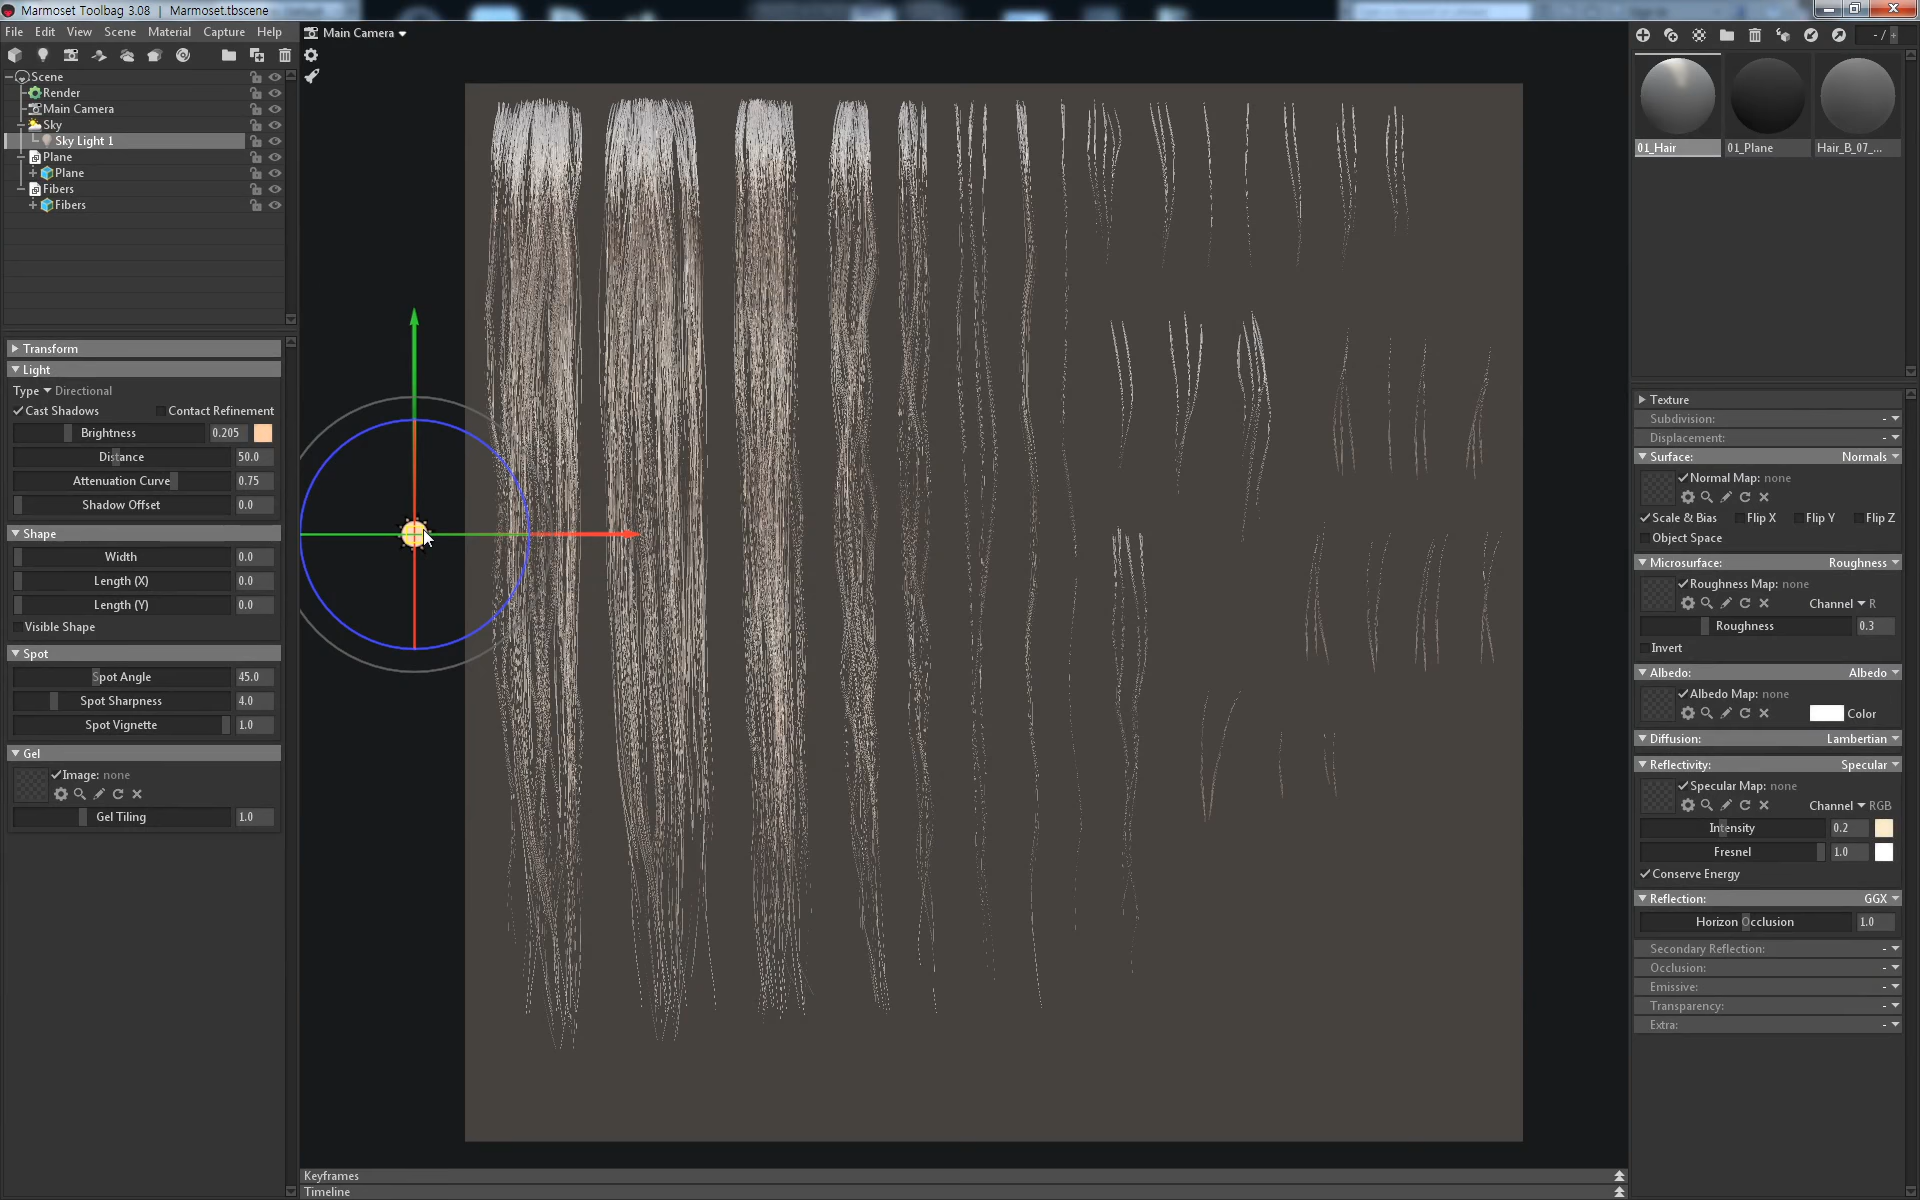 Marmoset Toolbag 3.08 | Marmoset.tbscene
File Edit View Scene Material Capture Help
Main Camera
- / +
Scene
Render
Main Camera
Sky
Sky Light 1
Plane
Plane
Fibers
Fibers
Transform
Light
Type Directional
Cast Shadows Contact Refinement
Brightness 0.205
Distance 50.0
Attenuation Curve 0.75
Shadow Offset 0.0
Shape
Width 0.0
Length (X) 0.0
Length (Y) 0.0
Visible Shape
Spot
Spot Angle 45.0
Spot Sharpness 4.0
Spot Vignette 1.0
Gel
Image: none
Gel Tiling 1.0
Keyframes
Timeline
01_Hair 01_Plane Hair_B_07_...
Texture
Subdivision: -
Displacement: -
Surface: Normals
Normal Map: none
Scale & Bias Flip X Flip Y Flip Z
Object Space
Microsurface: Roughness
Roughness Map: none
Channel R
Roughness 0.3
Invert
Albedo: Albedo
Albedo Map: none
Color
Diffusion: Lambertian
Reflectivity: Specular
Specular Map: none
Channel RGB
Intensity 0.2
Fresnel 1.0
Conserve Energy
Reflection: GGX
Horizon Occlusion 1.0
Secondary Reflection: -
Occlusion: -
Emissive: -
Transparency: -
Extra: -